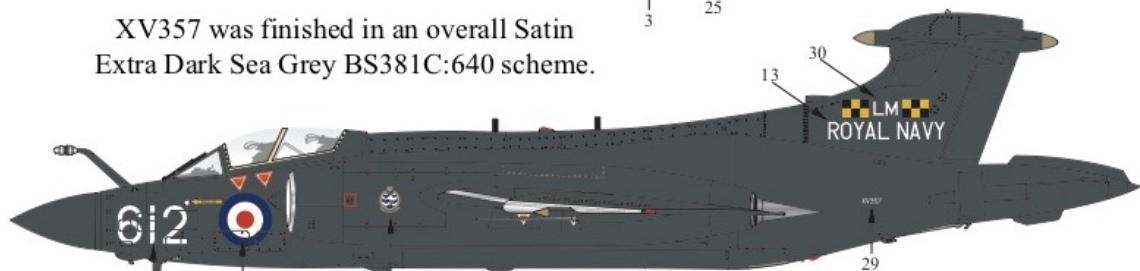 3
25
XV357 was finished in an overall Satin
Extra Dark Sea Grey BS381C:640 scheme.
30
13
LM
ROYAL NAVY
612
XV357
29